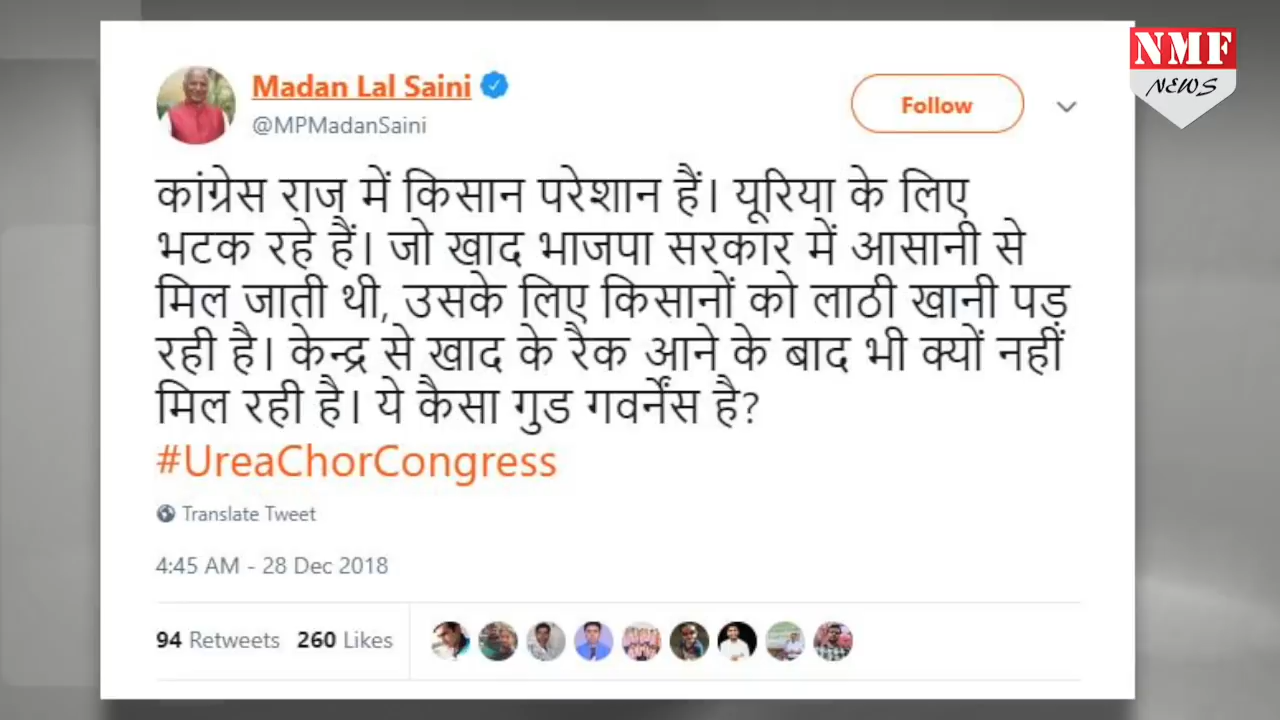 NMF
NEWS
Madan Lal Saini
@MPMadanSaini
Follow
कांग्रेस राज में किसान परेशान हैं। यूरिया के लिए
भटक रहे हैं। जो खाद भाजपा सरकार में आसानी से
मिल जाती थी, उसके लिए किसानों को लाठी खानी पड़
रही है। केन्द्र से खाद के रैक आने के बाद भी क्यों नहीं
मिल रही है। ये कैसा गुड गवर्नेंस है?
#UreaChorCongress
Translate Tweet
4:45 AM - 28 Dec 2018
94 Retweets 260 Likes